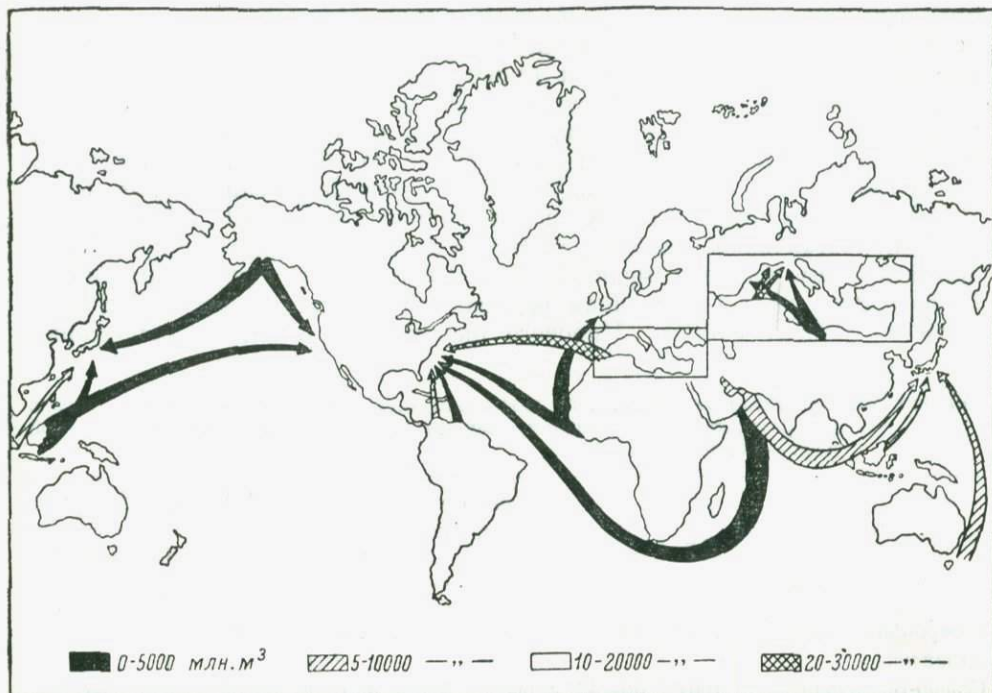 0-5000 млн. м³ 5-10000 — „ — 10-20000 — „ — 20-30000 — „ —